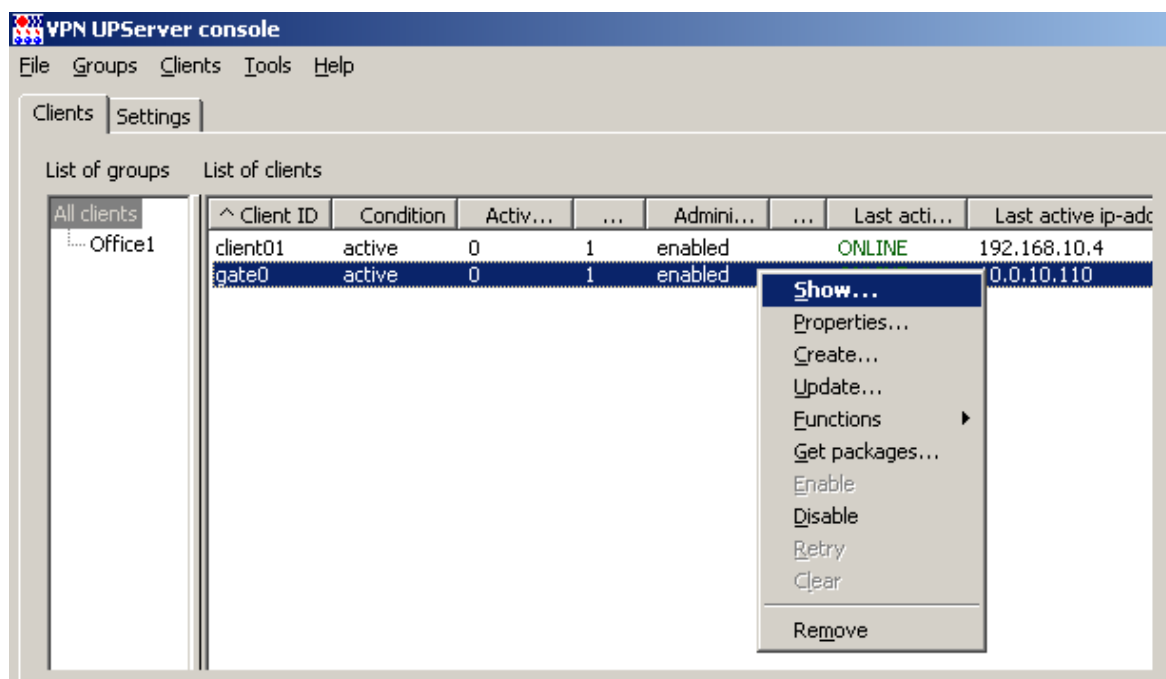 VPN UPServer console
File Groups Clients Tools Help
Clients Settings
List of groups List of clients
All clients ^ Client ID Condition Activ... ... Admini... ... Last acti... Last active ip-add
Office1 client01 active 0 1 enabled ONLINE 192.168.10.4
gate0 active 0 1 enabled 10.0.10.110
Show...
Properties...
Create...
Update...
Functions
Get packages...
Enable
Disable
Retry
Clear
Remove